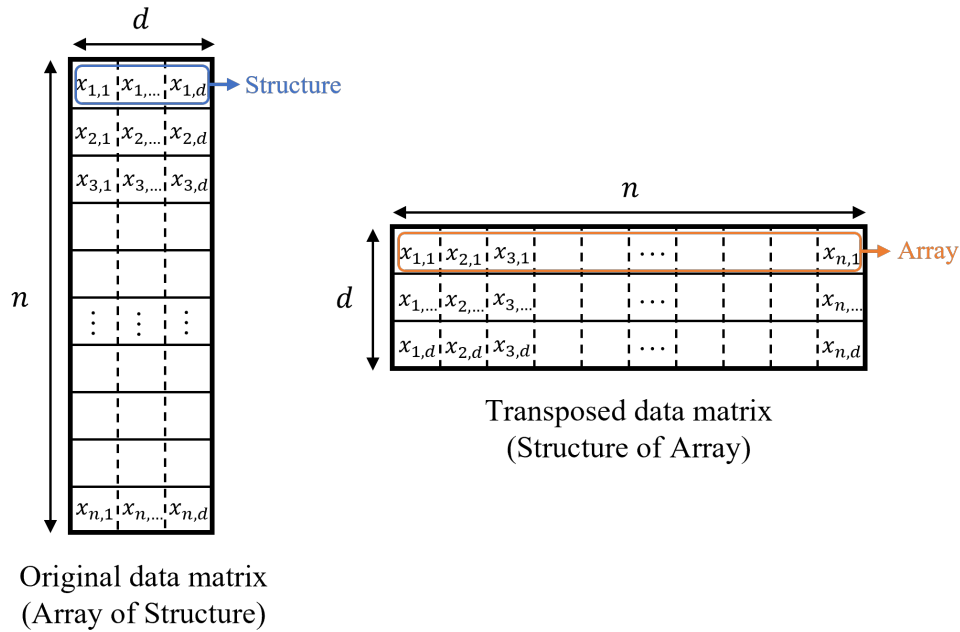 d
x1,1 x1,... x1,d Structure
x2,1 x2,... x2,d
x3,1 x3,... x3,d
n
⋮ ⋮ ⋮
xn,1 xn,... xn,d
Original data matrix
(Array of Structure)
n
x1,1 x2,1 x3,1 ... xn,1 Array
d
x1,... x2,... x3,... ... xn,...
x1,d x2,d x3,d ... xn,d
Transposed data matrix
(Structure of Array)